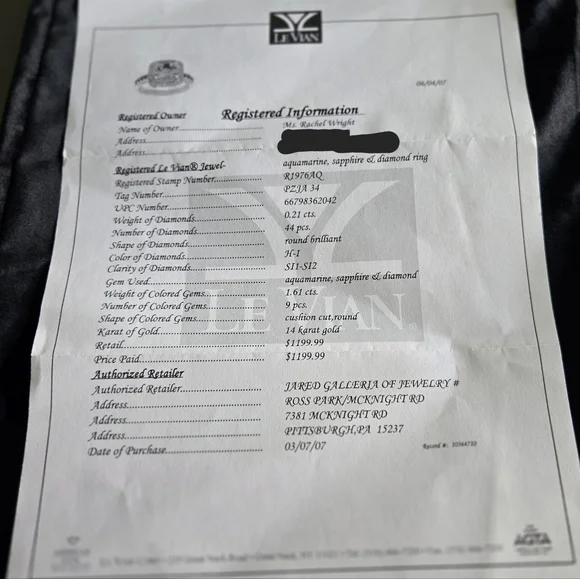 LE VIAN
06/04/07
Registered Information
Registered Owner
Name of Owner.......... Ms. Rachel Wright
Address..........
Address..........
Registered Le Vian® Jewel- aquamarine, sapphire & diamond ring
Registered Stamp Number.......... R1976AQ
Tag Number.......... PZJA 34
UPC Number.......... 66798362042
Weight of Diamonds.......... 0.21 cts.
Number of Diamonds.......... 44 pcs.
Shape of Diamonds.......... round brilliant
Color of Diamonds.......... H-I
Clarity of Diamonds.......... SI1-SI2
Gem Used.......... aquamarine, sapphire & diamond
Weight of Colored Gems.......... 1.61 cts.
Number of Colored Gems.......... 9 pcs.
Shape of Colored Gems.......... cushion cut,round
Karat of Gold.......... 14 karat gold
Retail.......... $1199.99
Price Paid.......... $1199.99
LE VIAN®
Authorized Retailer
Authorized Retailer.......... JARED GALLERIA OF JEWELRY #
Address.......... ROSS PARK/MCKNIGHT RD
Address.......... 7381 MCKNIGHT RD
Address.......... PITTSBURGH,PA 15237
Date of Purchase.......... 03/07/07
AGTA